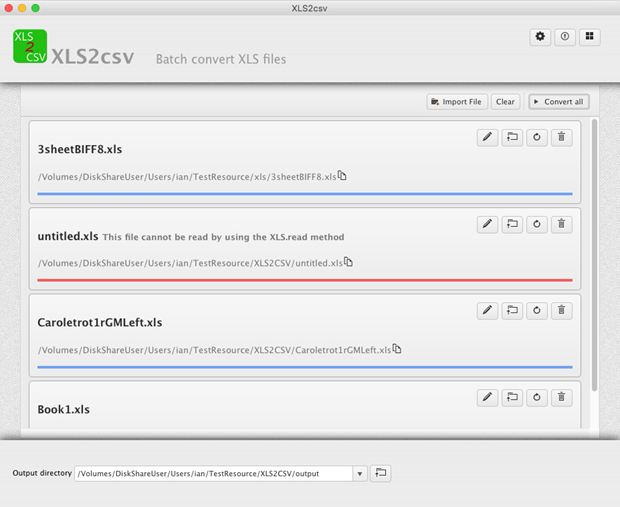 XLS2csv
XLS
2
CSV
XLS2csv
Batch convert XLS files
Import File
Clear
Convert all
3sheetBIFF8.xls
/Volumes/DiskShareUser/Users/ian/TestResource/xls/3sheetBIFF8.xls
untitled.xls This file cannot be read by using the XLS.read method
/Volumes/DiskShareUser/Users/ian/TestResource/XLS2CSV/untitled.xls
Caroletrot1rGMLeft.xls
/Volumes/DiskShareUser/Users/ian/TestResource/XLS2CSV/Caroletrot1rGMLeft.xls
Book1.xls
Output directory /Volumes/DiskShareUser/Users/ian/TestResource/XLS2CSV/output